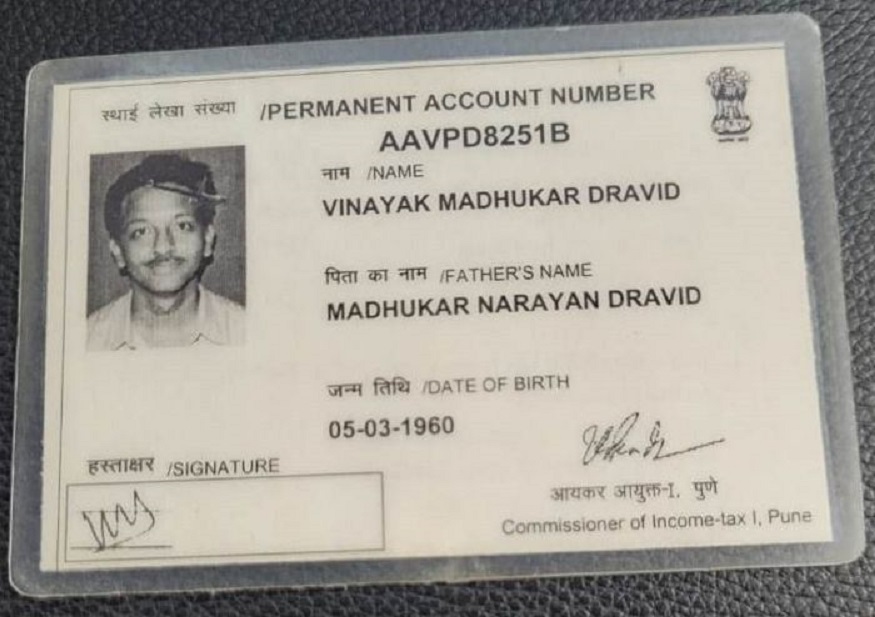 स्थाई लेखा संख्या /PERMANENT ACCOUNT NUMBER
AAVPD8251B
नाम /NAME
VINAYAK MADHUKAR DRAVID
पिता का नाम /FATHER'S NAME
MADHUKAR NARAYAN DRAVID
जन्म तिथि /DATE OF BIRTH
05-03-1960
हस्ताक्षर /SIGNATURE
आयकर आयुक्त-I, पुणे
Commissioner of Income-tax I, Pune